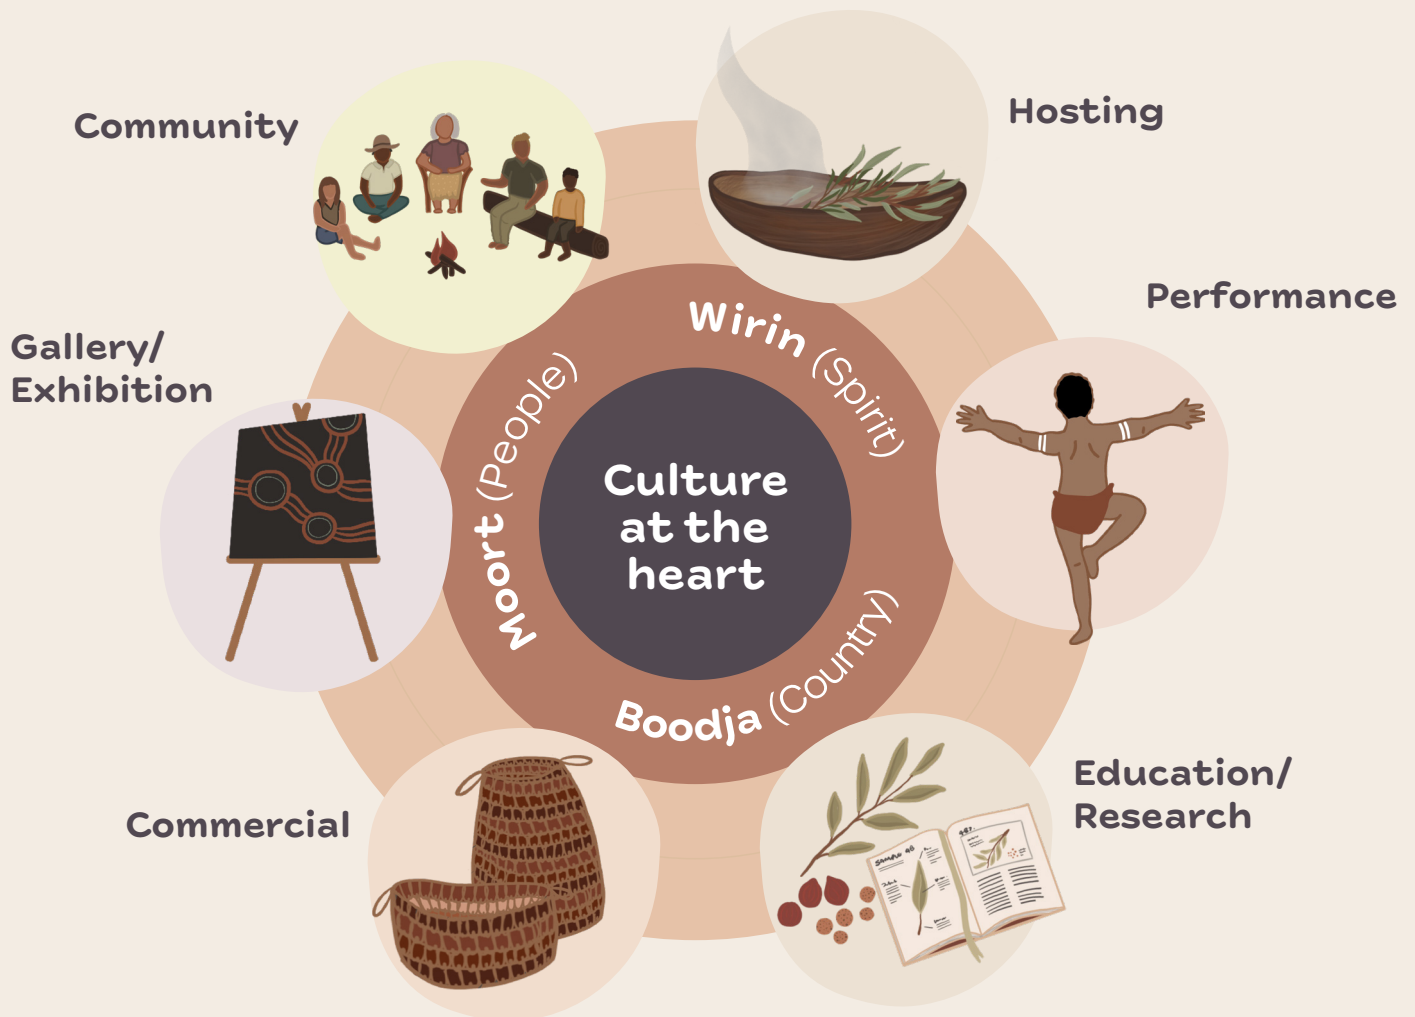 Community
Hosting
Performance
Gallery/
Exhibition
Wirin (Spirit)
Moort (People)
Culture
at the
heart
Boodja (Country)
Education/
Research
Commercial